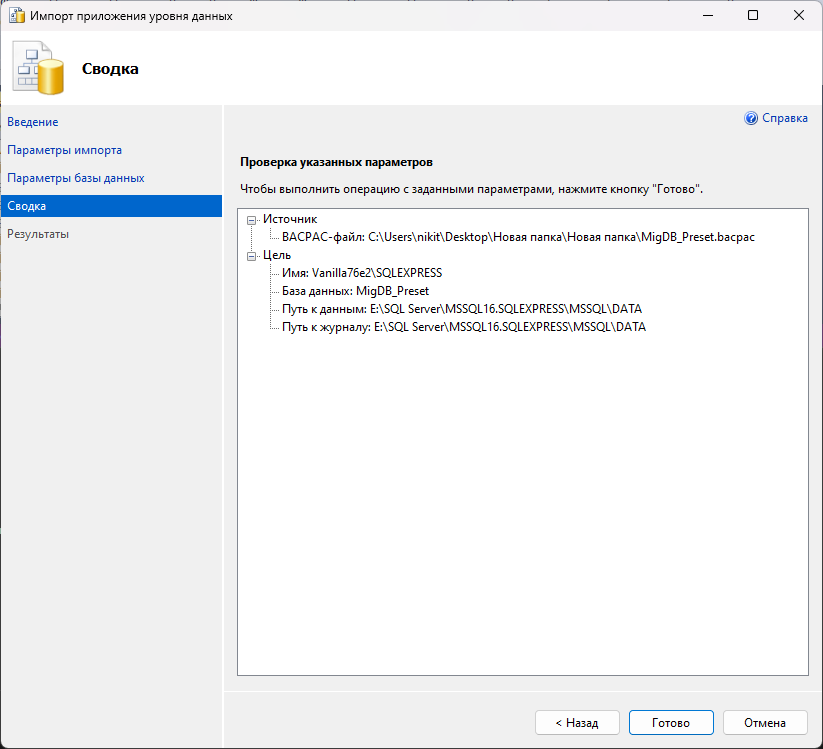 Импорт приложения уровня данных
Сводка
Введение
Параметры импорта
Параметры базы данных
Сводка
Результаты
Справка
Проверка указанных параметров
Чтобы выполнить операцию с заданными параметрами, нажмите кнопку "Готово".
Источник
BACPAC-файл: C:\Users\nikit\Desktop\Новая папка\Новая папка\MigDB_Preset.bacpac
Цель
Имя: Vanilla76e2\SQLEXPRESS
База данных: MigDB_Preset
Путь к данным: E:\SQL Server\MSSQL16.SQLEXPRESS\MSSQL\DATA
Путь к журналу: E:\SQL Server\MSSQL16.SQLEXPRESS\MSSQL\DATA
< Назад
Готово
Отмена